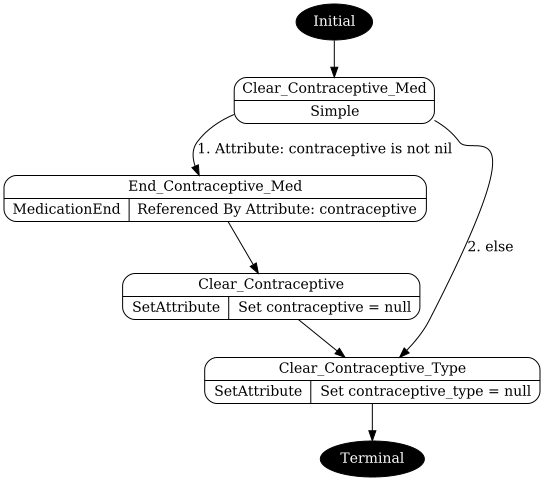 Initial
Clear_Contraceptive_Med
Simple
1. Attribute: contraceptive is not nil
End_Contraceptive_Med
MedicationEnd Referenced By Attribute: contraceptive
2. else
Clear_Contraceptive
SetAttribute Set contraceptive = null
Clear_Contraceptive_Type
SetAttribute Set contraceptive_type = null
Terminal